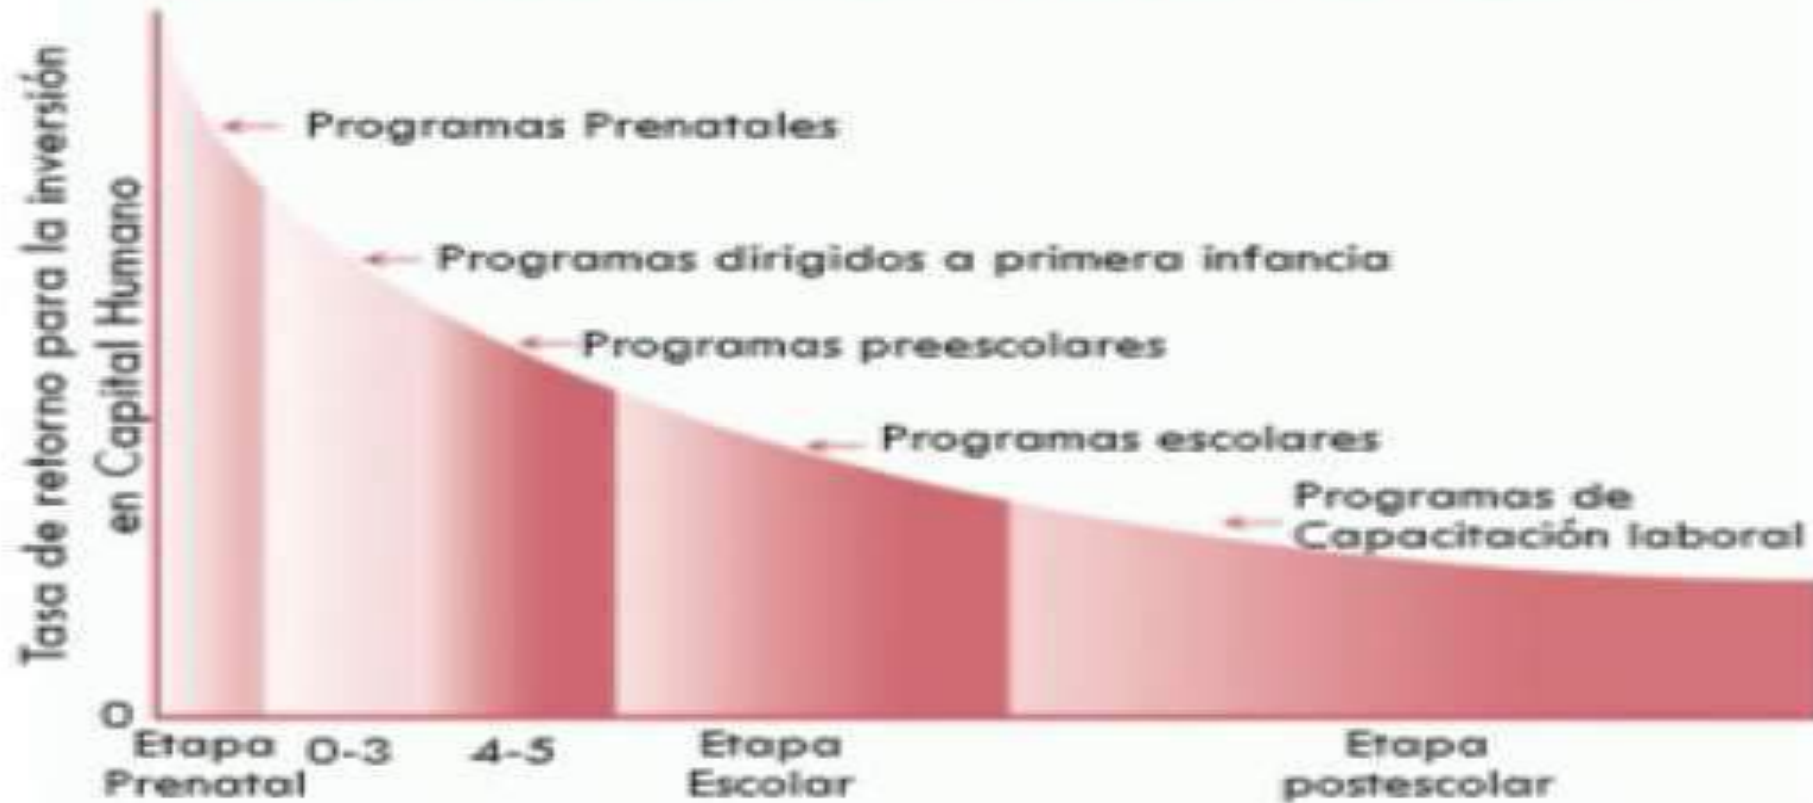 Tasa de retorno para la inversión
en Capital Humano
Programas Prenatales
Programas dirigidos a primera infancia
Programas preescolares
Programas escolares
Programas de
Capacitación laboral
0
Etapa
Prenatal
0-3
4-5
Etapa
Escolar
Etapa
postescolar